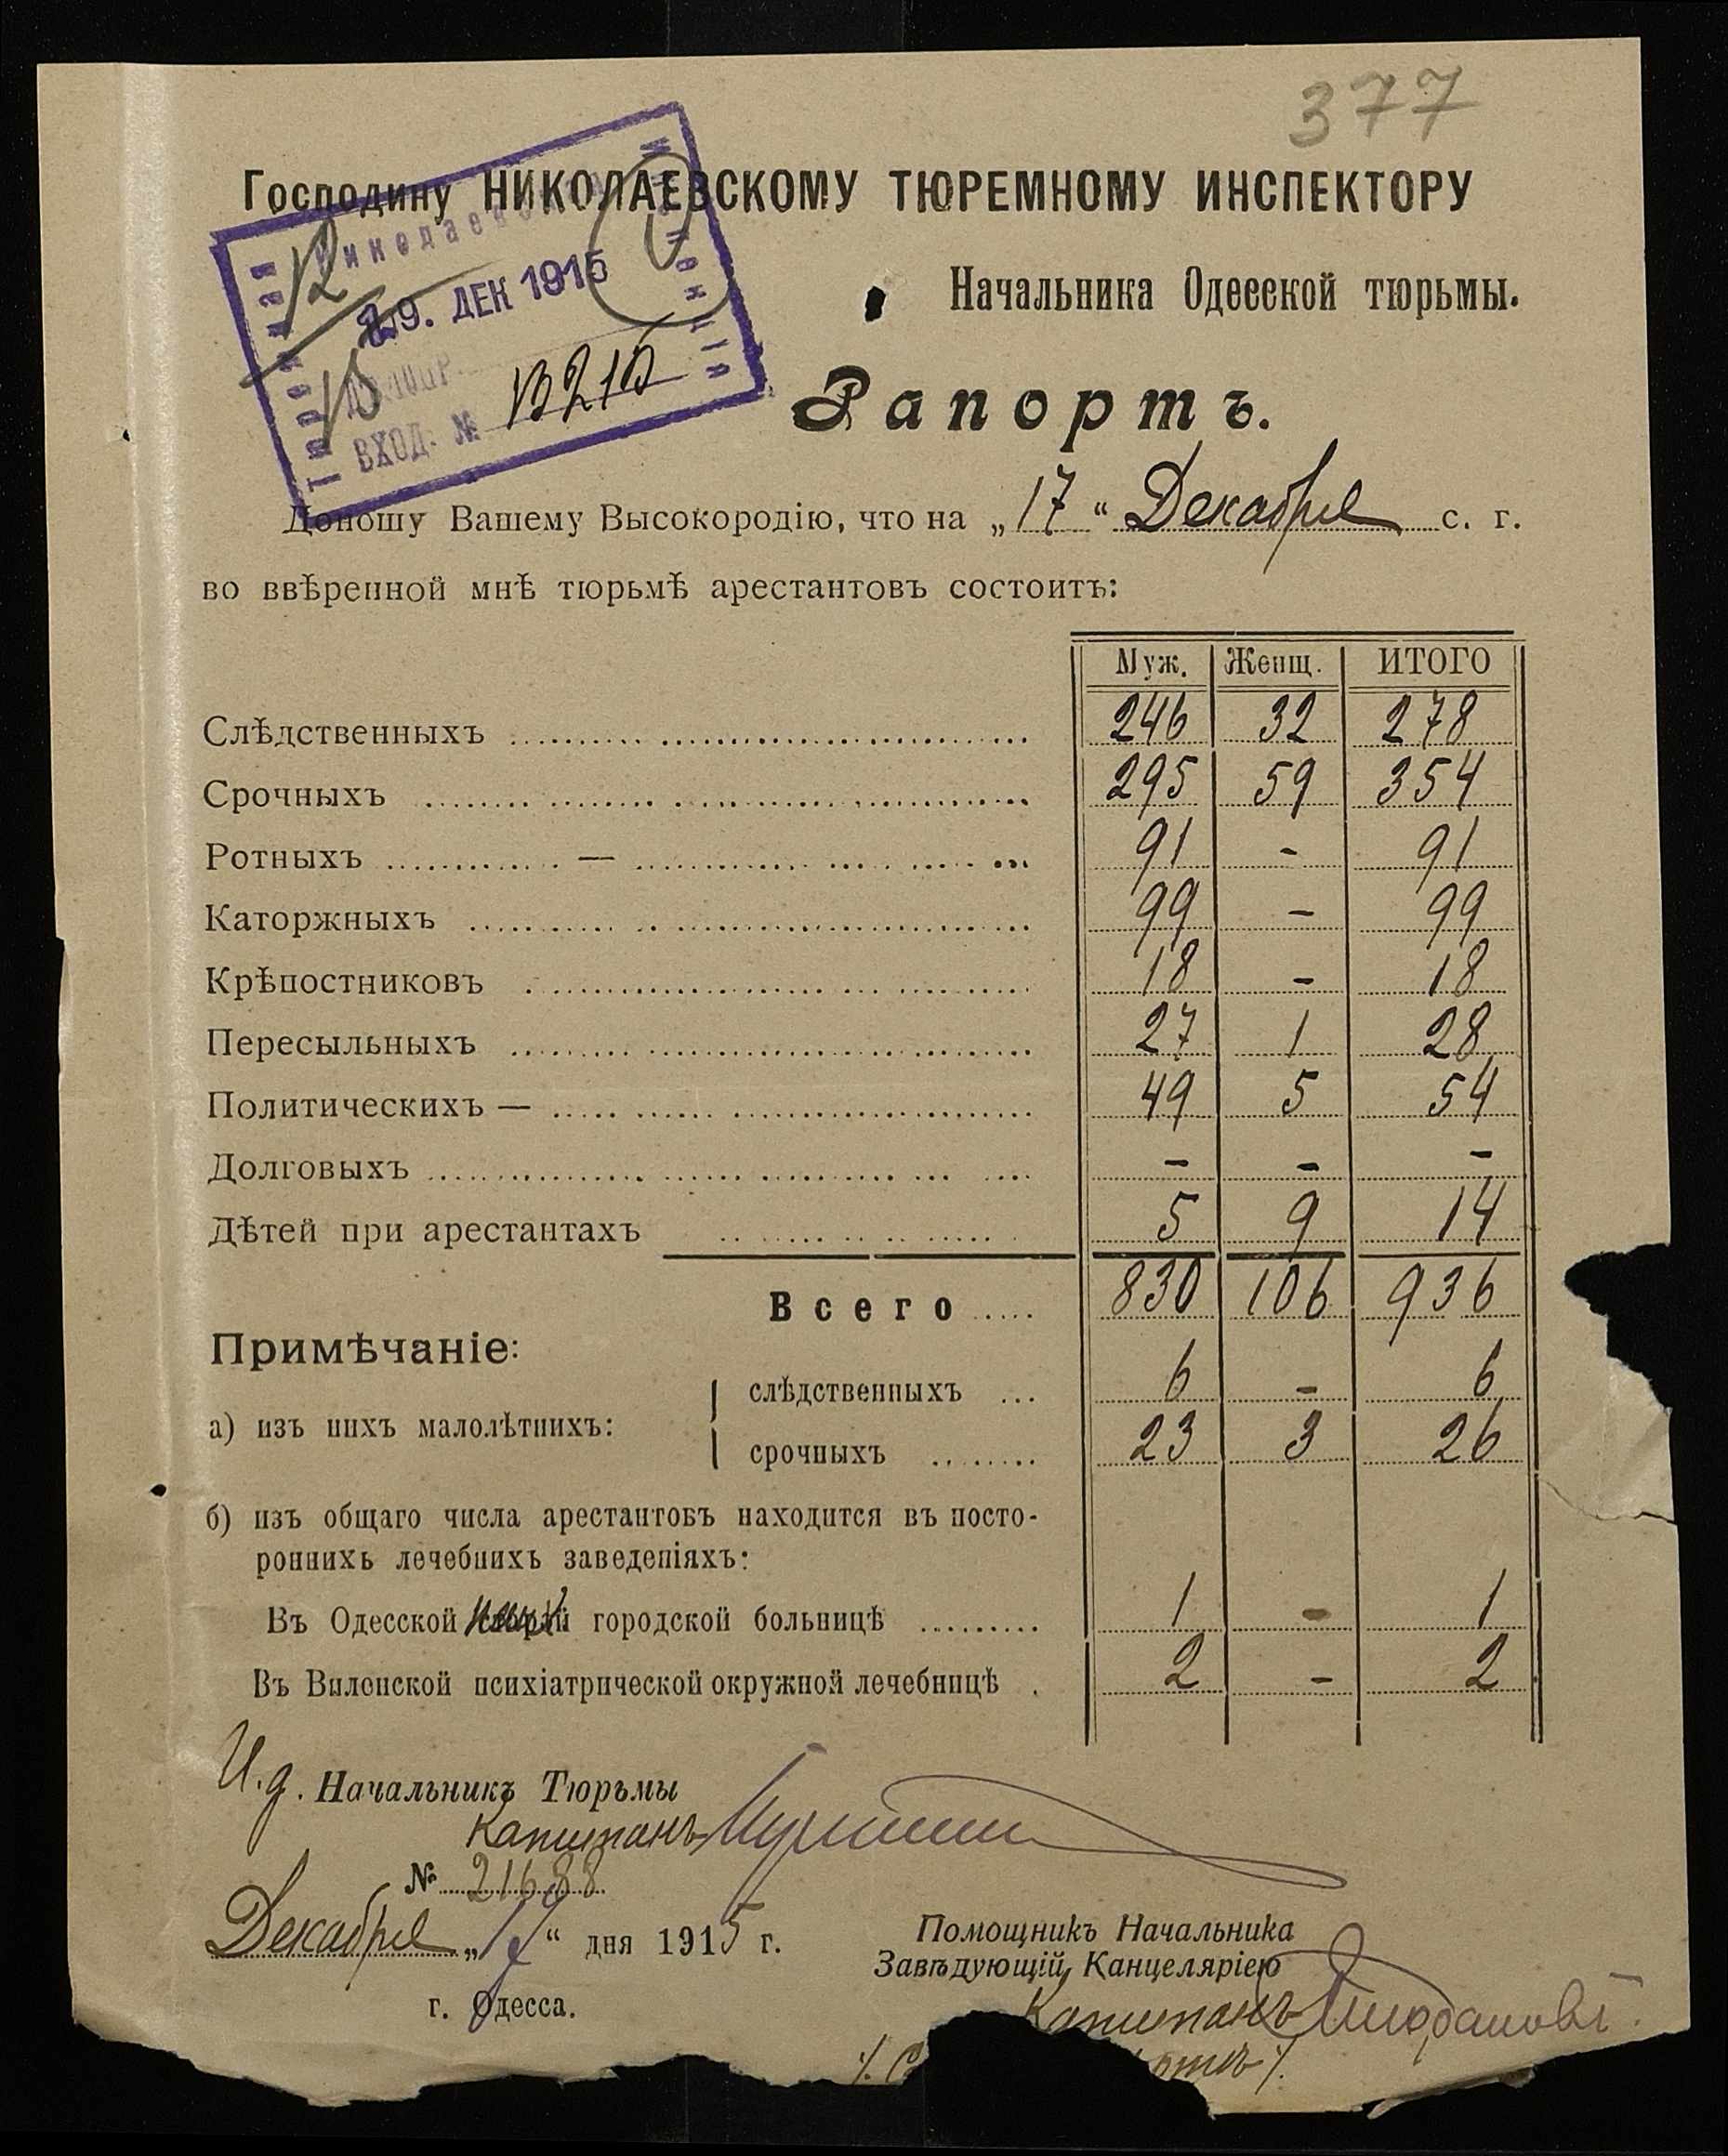 377
Господину НИКОЛАЕВСКОМУ ТЮРЕМНОМУ ИНСПЕКТОРУ
Начальника Одесской тюрьмы.
Николаевская
Тюремная
Инспекція
19. ДЕК 1915
ВХОД. №
Рапортъ.
Доношу Вашему Высокородію, что на „17“ Декабря с. г.
во ввѣренной мнѣ тюрьмѣ арестантовъ состоитъ:
Муж. Женщ. ИТОГО
Слѣдственныхъ 246 32 278
Срочныхъ 295 59 354
Ротныхъ — 91 - 91
Каторжныхъ 99 - 99
Крѣпостниковъ 18 - 18
Пересыльныхъ 27 1 28
Политическихъ — 49 5 54
Долговыхъ - - -
Дѣтей при арестантахъ 5 9 14
Всего 830 106 936
Примѣчаніе:
а) изъ нихъ малолѣтнихъ:
слѣдственныхъ 6 - 6
срочныхъ 23 3 26
б) изъ общаго числа арестантовъ находится въ посто-
роннихъ лечебнихъ заведеніяхъ:
Въ Одесской городской больницѣ 1 - 1
Въ Виленской психіатрической окружной лечебницѣ 2 - 2
И.д. Начальникъ Тюрьмы
Капитанъ
№ 21688
Декабря „17“ дня 1915 г.
г. Одесса.
Помощникъ Начальника
Завѣдующій Канцеляріею
Капитанъ